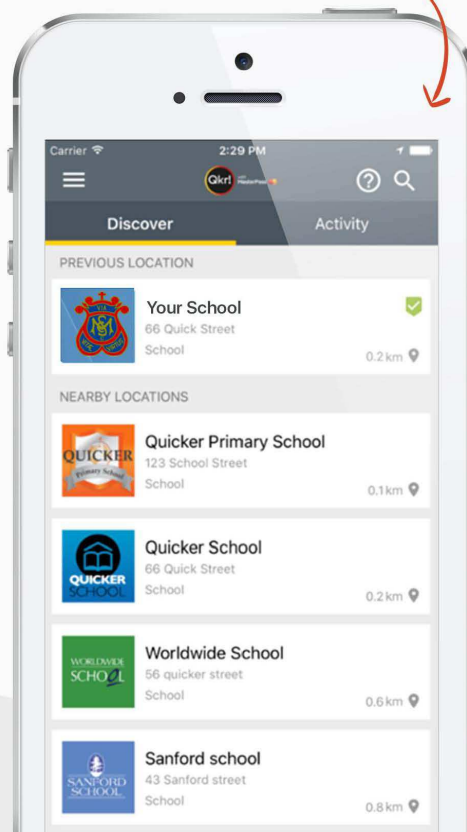 Carrier 2:29 PM
Qkr!
Discover Activity
PREVIOUS LOCATION
Your School
66 Quick Street
School
0.2 km
NEARBY LOCATIONS
QUICKER
Primary School
Quicker Primary School
123 School Street
School
0.1 km
QUICKER
SCHOOL
Quicker School
66 Quick Street
School
0.2 km
WORLDWIDE
SCHOOL
Worldwide School
56 quicker street
School
0.6 km
SANFORD
SCHOOL
Sanford school
43 Sanford street
School
0.8 km